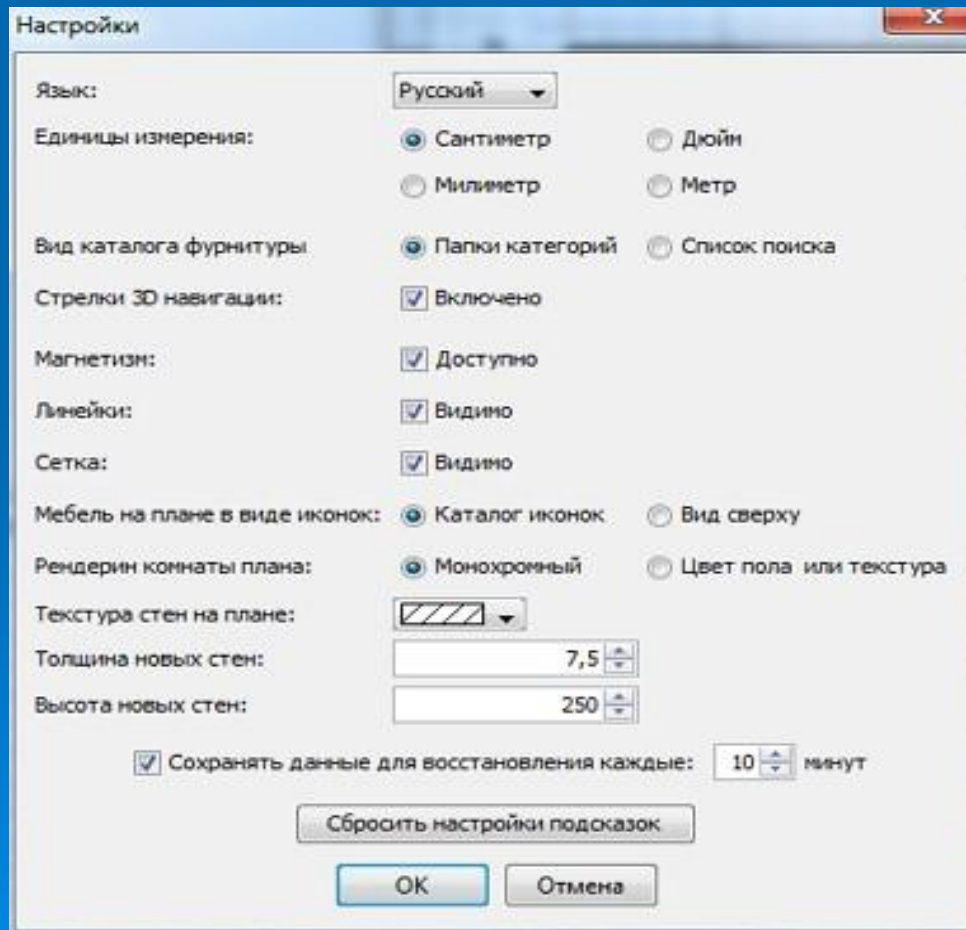 Настройки
Язык: Русский
Единицы измерения: Сантиметр Дюйм
Милиметр Метр
Вид каталога фурнитуры Папки категорий Список поиска
Стрелки 3D навигации: Включено
Магнетизм: Доступно
Линейки: Видимо
Сетка: Видимо
Мебель на плане в виде иконок: Каталог иконок Вид сверху
Рендерин комнаты плана: Монохромный Цвет пола или текстура
Текстура стен на плане:
Толщина новых стен: 7,5
Высота новых стен: 250
Сохранять данные для восстановления каждые: 10 минут
Сбросить настройки подсказок
OK Отмена